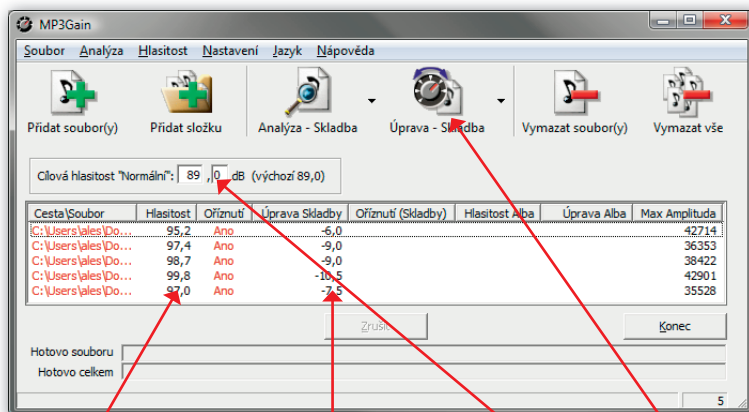 MP3Gain
Soubor Analýza Hlasitost Nastavení Jazyk Nápověda
Přidat soubor(y) Přidat složku Analýza - Skladba Úprava - Skladba Vymazat soubor(y) Vymazat vše
Cílová hlasitost "Normální": 89 ,0 dB (výchozí 89,0)
Cesta\Soubor Hlasitost Oříznutí Úprava Skladby Oříznutí (Skladby) Hlasitost Alba Úprava Alba Max Amplituda
C:\Users\ales\Do... 95,2 Ano -6,0 42714
C:\Users\ales\Do... 97,4 Ano -9,0 36353
C:\Users\ales\Do... 98,7 Ano -9,0 38422
C:\Users\ales\Do... 99,8 Ano -10,5 42901
C:\Users\ales\Do... 97,0 Ano -7,5 35528
Zrušit Konec
Hotovo souboru
Hotovo celkem
5